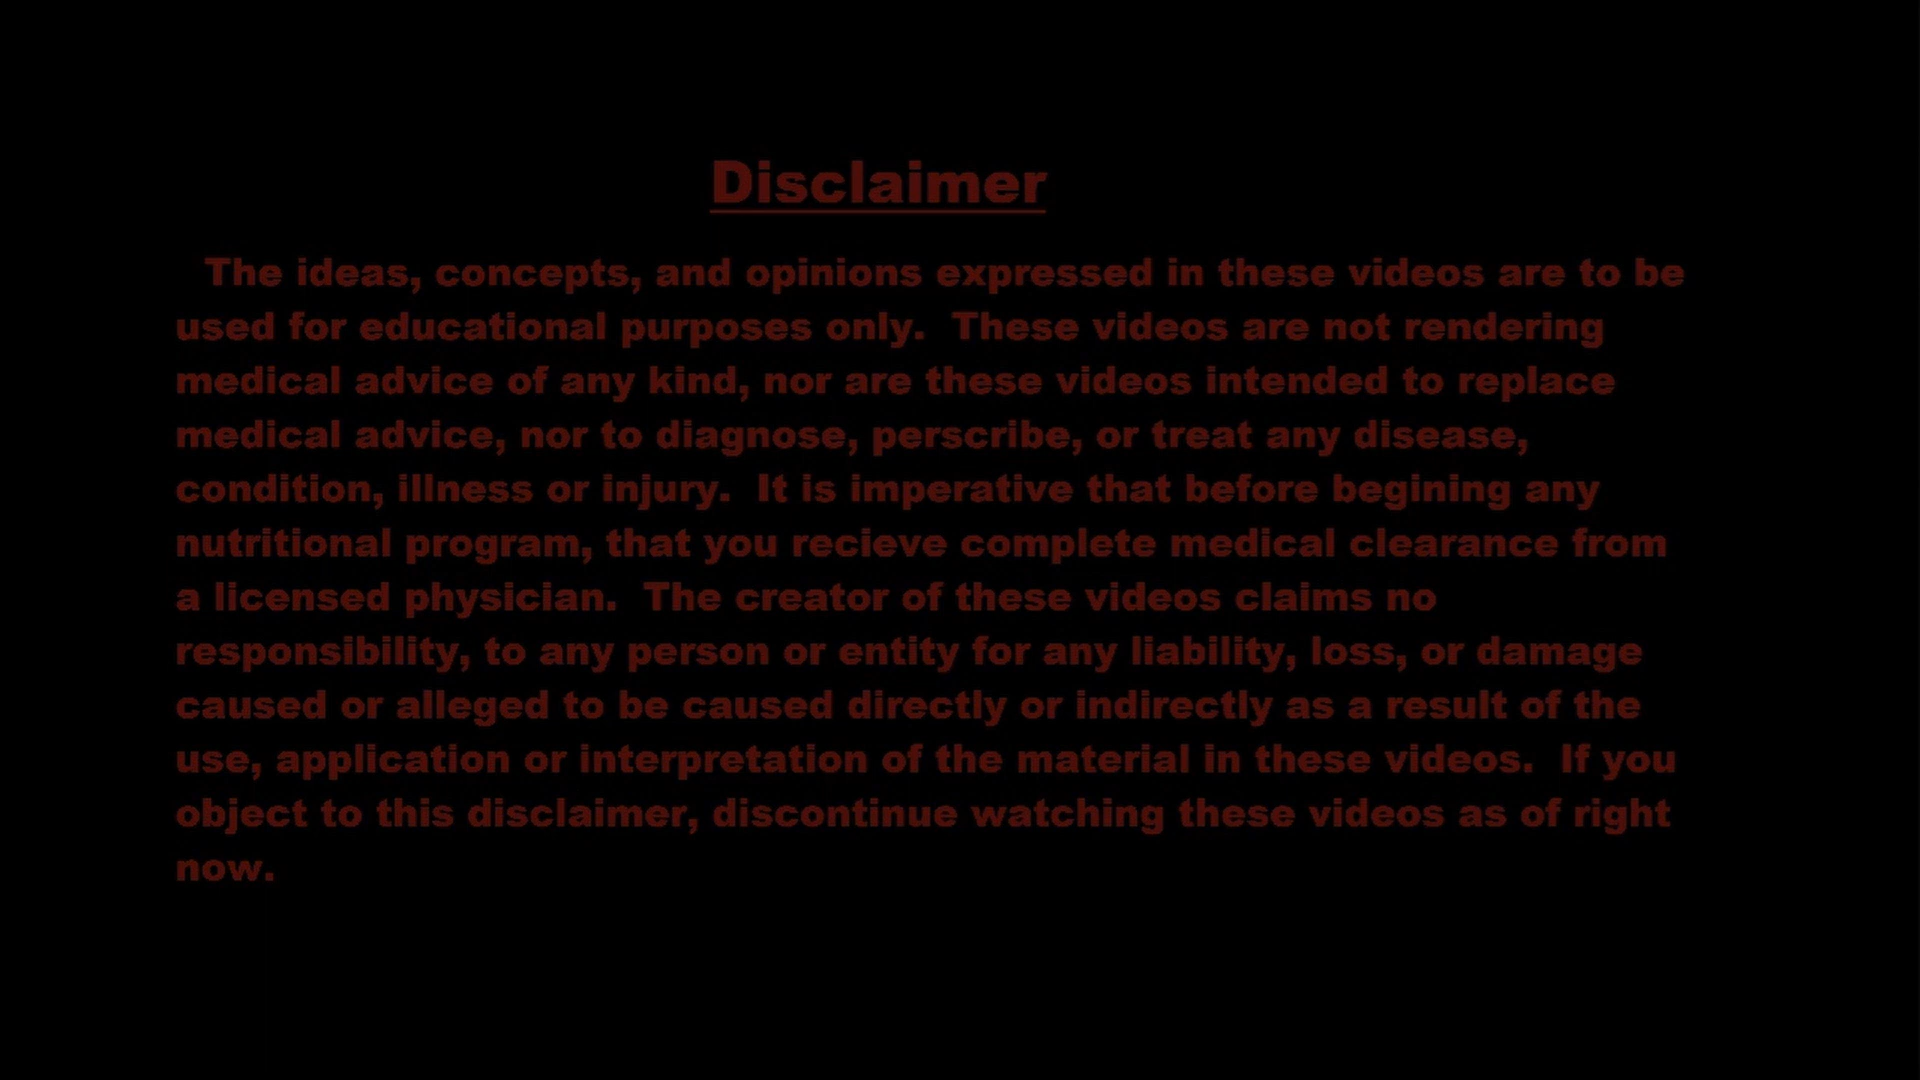 Disclaimer
The ideas, concepts, and opinions expressed in these videos are to be
used for educational purposes only.  These videos are not rendering
medical advice of any kind, nor are these videos intended to replace
medical advice, nor to diagnose, perscribe, or treat any disease,
condition, illness or injury.  It is imperative that before begining any
nutritional program, that you recieve complete medical clearance from
a licensed physician.  The creator of these videos claims no
responsibility, to any person or entity for any liability, loss, or damage
caused or alleged to be caused directly or indirectly as a result of the
use, application or interpretation of the material in these videos.  If you
object to this disclaimer, discontinue watching these videos as of right
now.